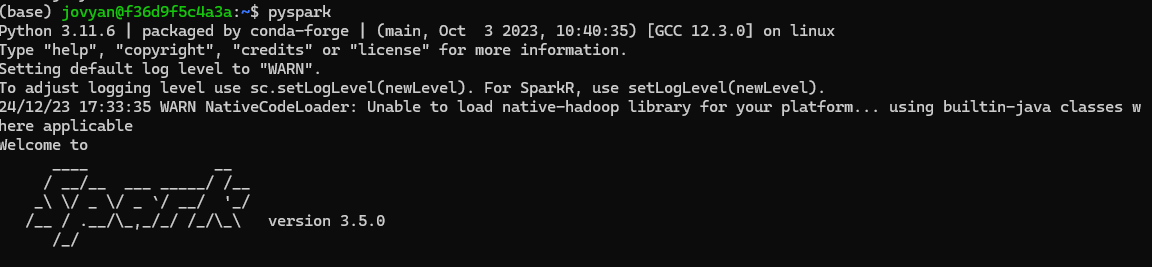 (base) jovyan@f36d9f5c4a3a:~$ pyspark
Python 3.11.6 | packaged by conda-forge | (main, Oct  3 2023, 10:40:35) [GCC 12.3.0] on linux
Type "help", "copyright", "credits" or "license" for more information.
Setting default log level to "WARN".
To adjust logging level use sc.setLogLevel(newLevel). For SparkR, use setLogLevel(newLevel).
24/12/23 17:33:35 WARN NativeCodeLoader: Unable to load native-hadoop library for your platform... using builtin-java classes w
here applicable
Welcome to
      ____              __
     / __/__  ___ _____/ /__
    _\ \/ _ \/ _ `/ __/  '_/
   /__ / .__/\_,_/_/ /_/\_\   version 3.5.0
      /_/